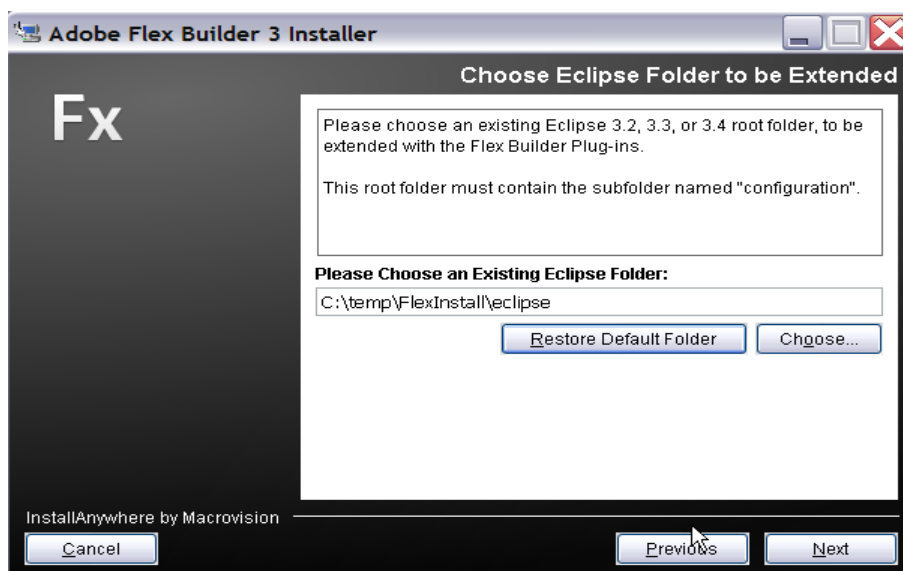 Adobe Flex Builder 3 Installer
Choose Eclipse Folder to be Extended
Fx
Please choose an existing Eclipse 3.2, 3.3, or 3.4 root folder, to be
extended with the Flex Builder Plug-ins.
This root folder must contain the subfolder named "configuration".
Please Choose an Existing Eclipse Folder:
C:\temp\FlexInstall\eclipse
Restore Default Folder
Choose...
InstallAnywhere by Macrovision
Cancel
Previous
Next